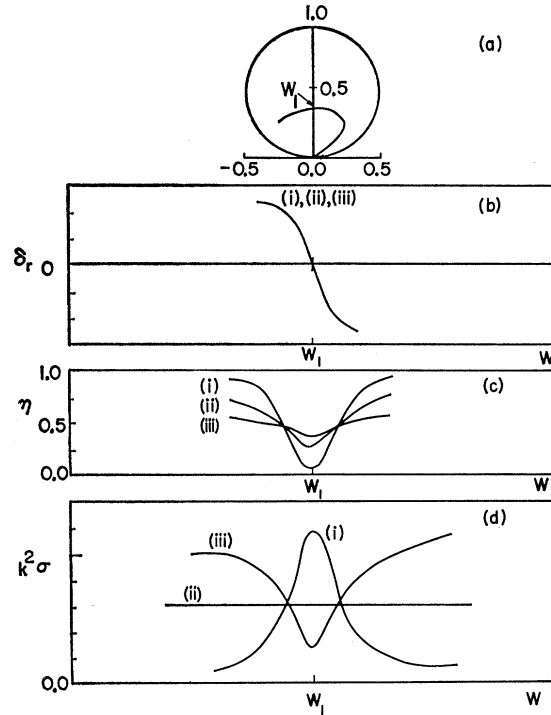 1.0
(a)
W₁
0.5
-0.5 0.0 0.5
(i),(ii),(iii)
(b)
δr 0
W₁ W
1.0
(i)
(c)
(ii)
η 0.5
(iii)
0.0
W₁ W
(d)
(iii)
(i)
k²σ
(ii)
0.0
W₁ W